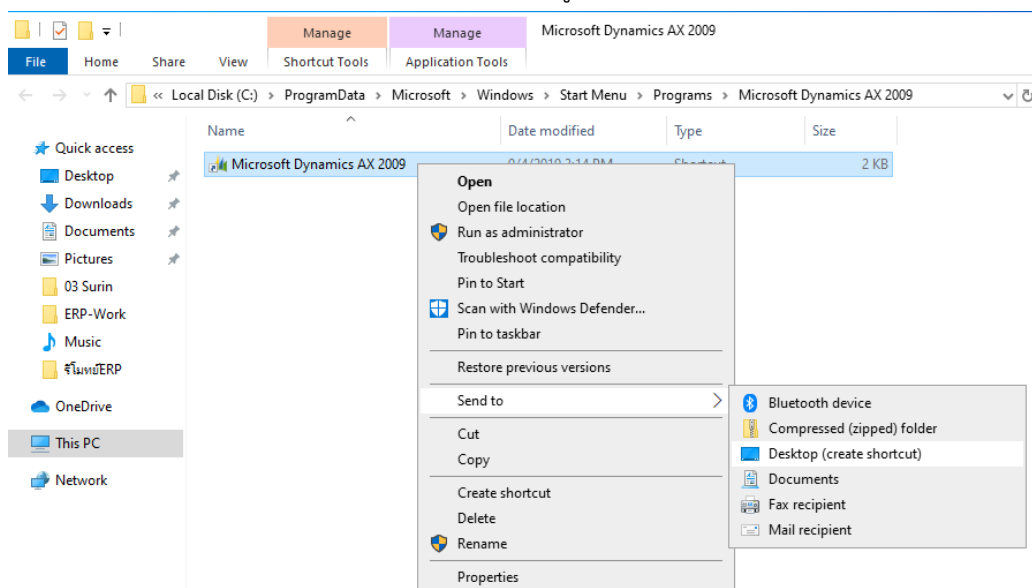 Manage
Manage
Microsoft Dynamics AX 2009
File
Home
Share
View
Shortcut Tools
Application Tools
« Local Disk (C:) > ProgramData > Microsoft > Windows > Start Menu > Programs > Microsoft Dynamics AX 2009
Name
Date modified
Type
Size
Quick access
Desktop
Downloads
Documents
Pictures
03 Surin
ERP-Work
Music
รีโมทย์ERP
OneDrive
This PC
Network
Microsoft Dynamics AX 2009
2 KB
Open
Open file location
Run as administrator
Troubleshoot compatibility
Pin to Start
Scan with Windows Defender...
Pin to taskbar
Restore previous versions
Send to
Cut
Copy
Create shortcut
Delete
Rename
Properties
Bluetooth device
Compressed (zipped) folder
Desktop (create shortcut)
Documents
Fax recipient
Mail recipient